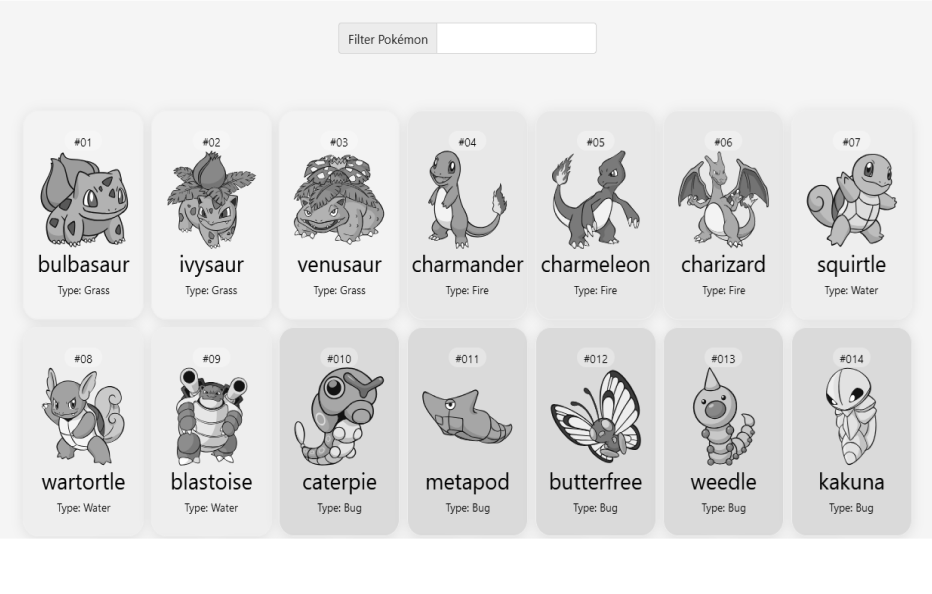 Filter Pokémon
#01
bulbasaur
Type: Grass
#02
ivysaur
Type: Grass
#03
venusaur
Type: Grass
#04
charmander
Type: Fire
#05
charmeleon
Type: Fire
#06
charizard
Type: Fire
#07
squirtle
Type: Water
#08
wartortle
Type: Water
#09
blastoise
Type: Water
#010
caterpie
Type: Bug
#011
metapod
Type: Bug
#012
butterfree
Type: Bug
#013
weedle
Type: Bug
#014
kakuna
Type: Bug